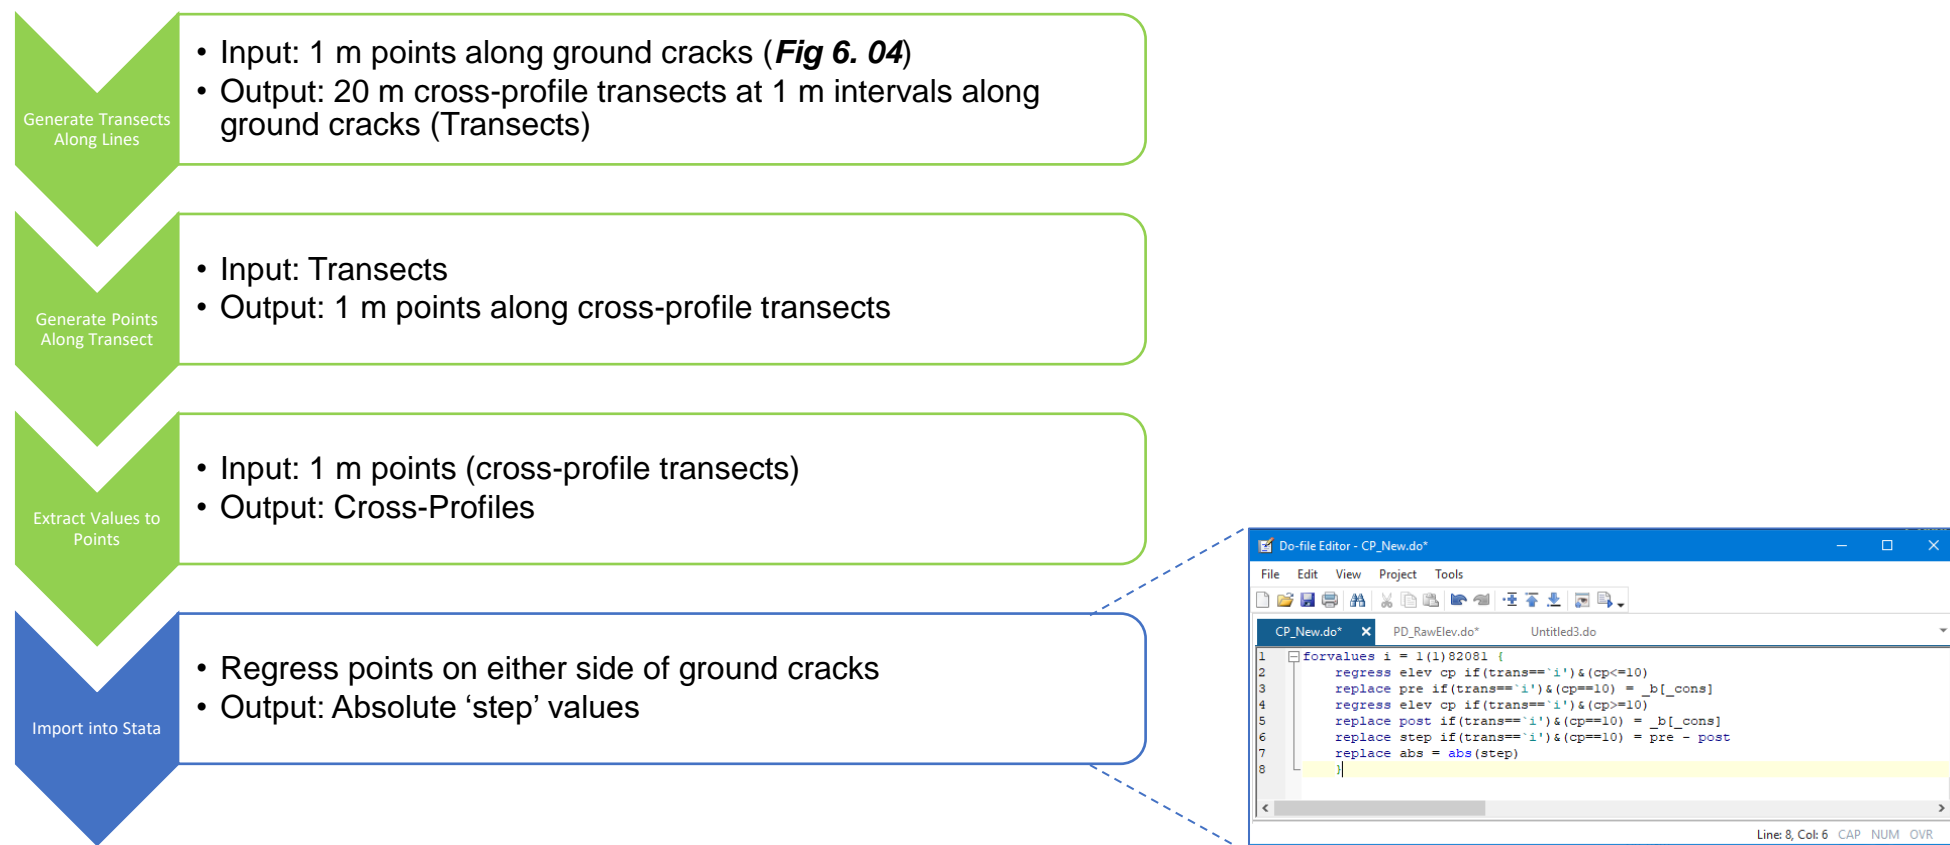 Generate Transects
Along Lines
• Input: 1 m points along ground cracks (Fig 6. 04)
• Output: 20 m cross-profile transects at 1 m intervals along
ground cracks (Transects)
Generate Points
Along Transect
• Input: Transects
• Output: 1 m points along cross-profile transects
Extract Values to
Points
• Input: 1 m points (cross-profile transects)
• Output: Cross-Profiles
Import into Stata
• Regress points on either side of ground cracks
• Output: Absolute ‘step’ values
Do-file Editor - CP_New.do*
File Edit View Project Tools
CP_New.do* PD_RawElev.do* Untitled3.do
1 forvalues i = 1(1)82081 {
2 regress elev cp if(trans==`i')&(cp<=10)
3 replace pre if(trans==`i')&(cp==10) = _b[_cons]
4 regress elev cp if(trans==`i')&(cp>=10)
5 replace post if(trans==`i')&(cp==10) = _b[_cons]
6 replace step if(trans==`i')&(cp==10) = pre - post
7 replace abs = abs(step)
8 }
Line: 8, Col: 6 CAP NUM OVR